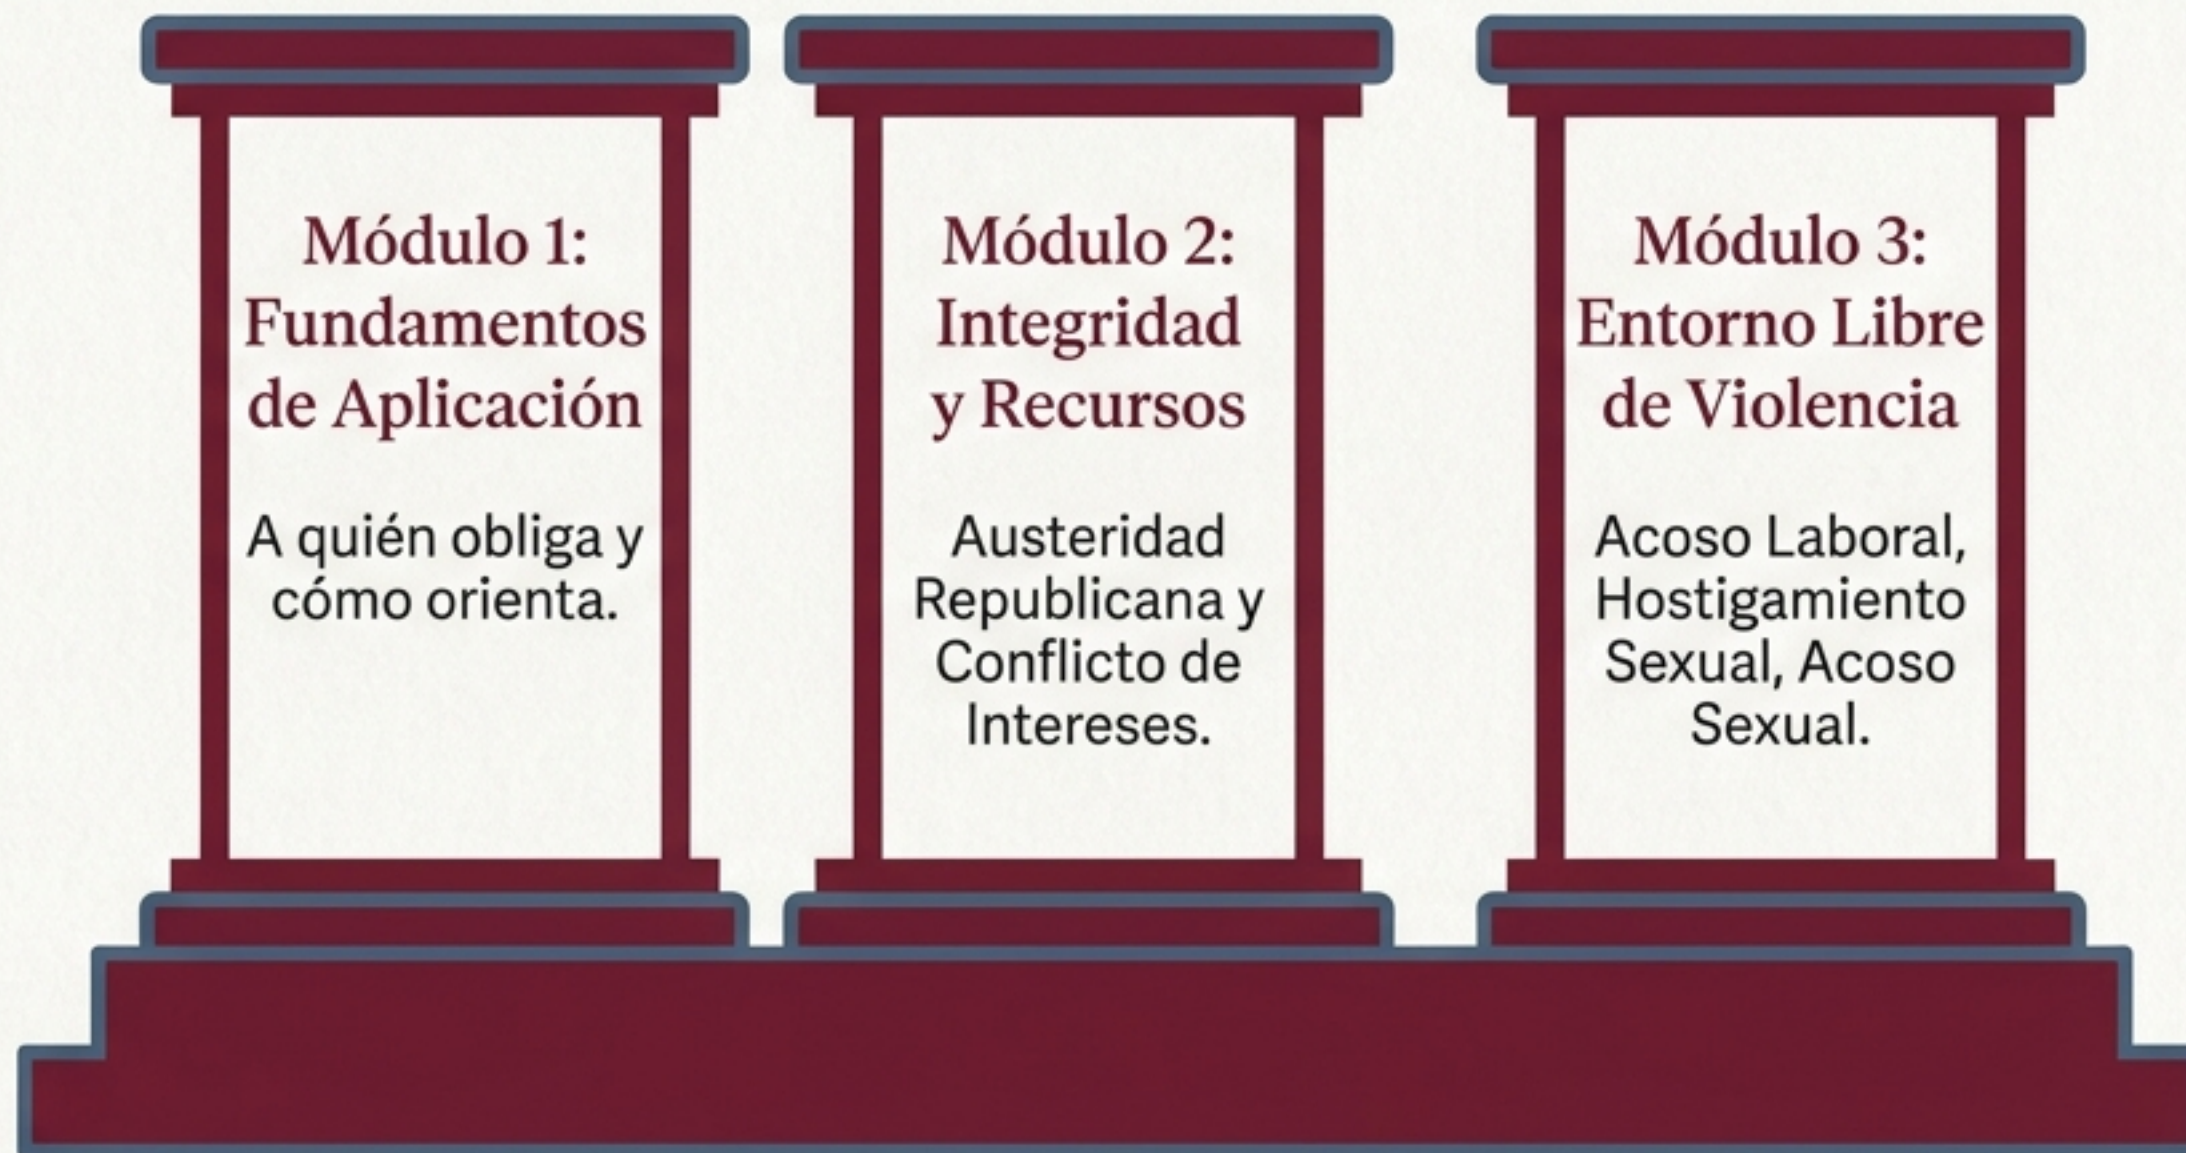 Módulo 1:
Fundamentos
de Aplicación
A quién obliga y
cómo orienta.
Módulo 2:
Integridad
y Recursos
Austeridad
Republicana y
Conflicto de
Intereses.
Módulo 3:
Entorno Libre
de Violencia
Acoso Laboral,
Hostigamiento
Sexual, Acoso
Sexual.